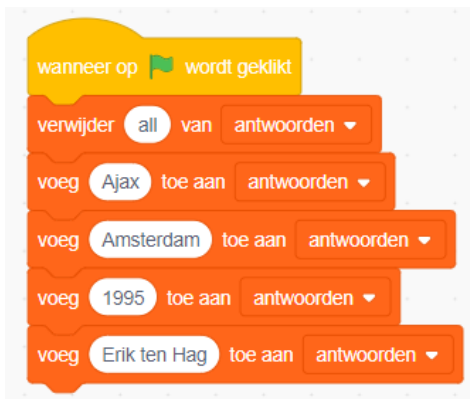 wanneer op wordt geklikt
verwijder all van antwoorden
voeg Ajax toe aan antwoorden
voeg Amsterdam toe aan antwoorden
voeg 1995 toe aan antwoorden
voeg Erik ten Hag toe aan antwoorden